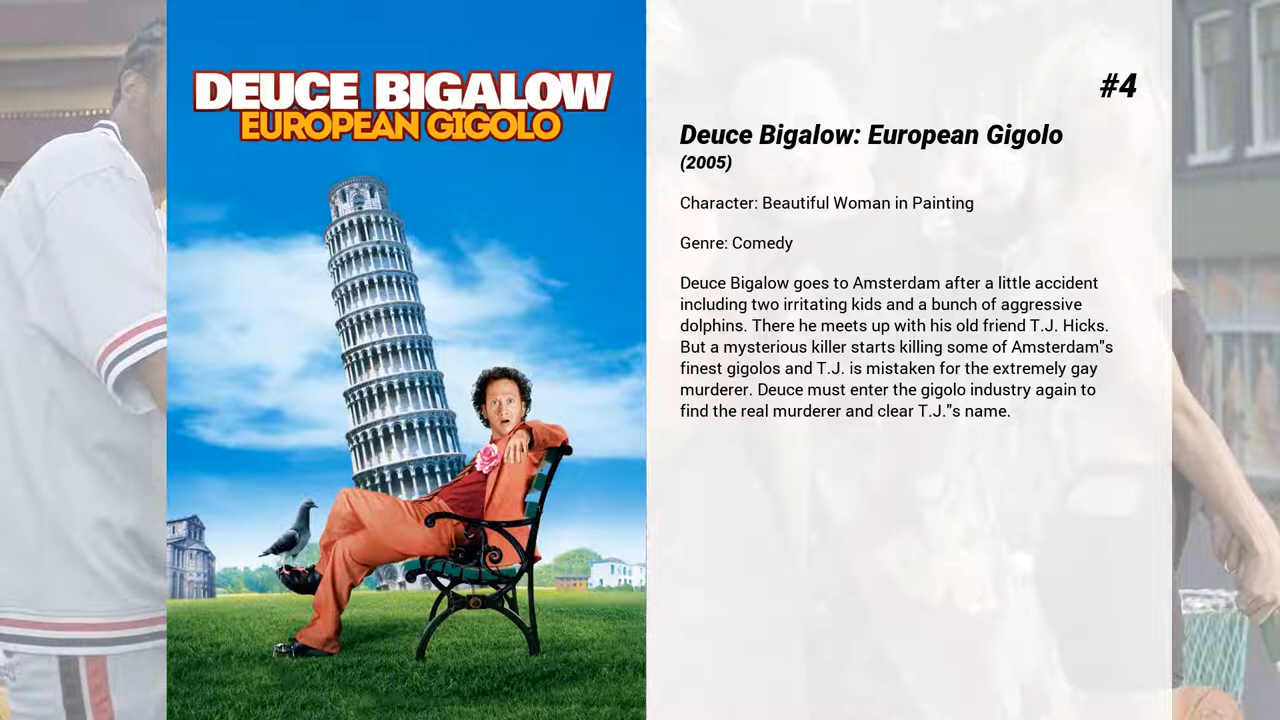 DEUCE BIGALOW
EUROPEAN GIGOLO
#4
Deuce Bigalow: European Gigolo
(2005)
Character: Beautiful Woman in Painting
Genre: Comedy
Deuce Bigalow goes to Amsterdam after a little accident
including two irritating kids and a bunch of aggressive
dolphins. There he meets up with his old friend T.J. Hicks.
But a mysterious killer starts killing some of Amsterdam"s
finest gigolos and T.J. is mistaken for the extremely gay
murderer. Deuce must enter the gigolo industry again to
find the real murderer and clear T.J."s name.